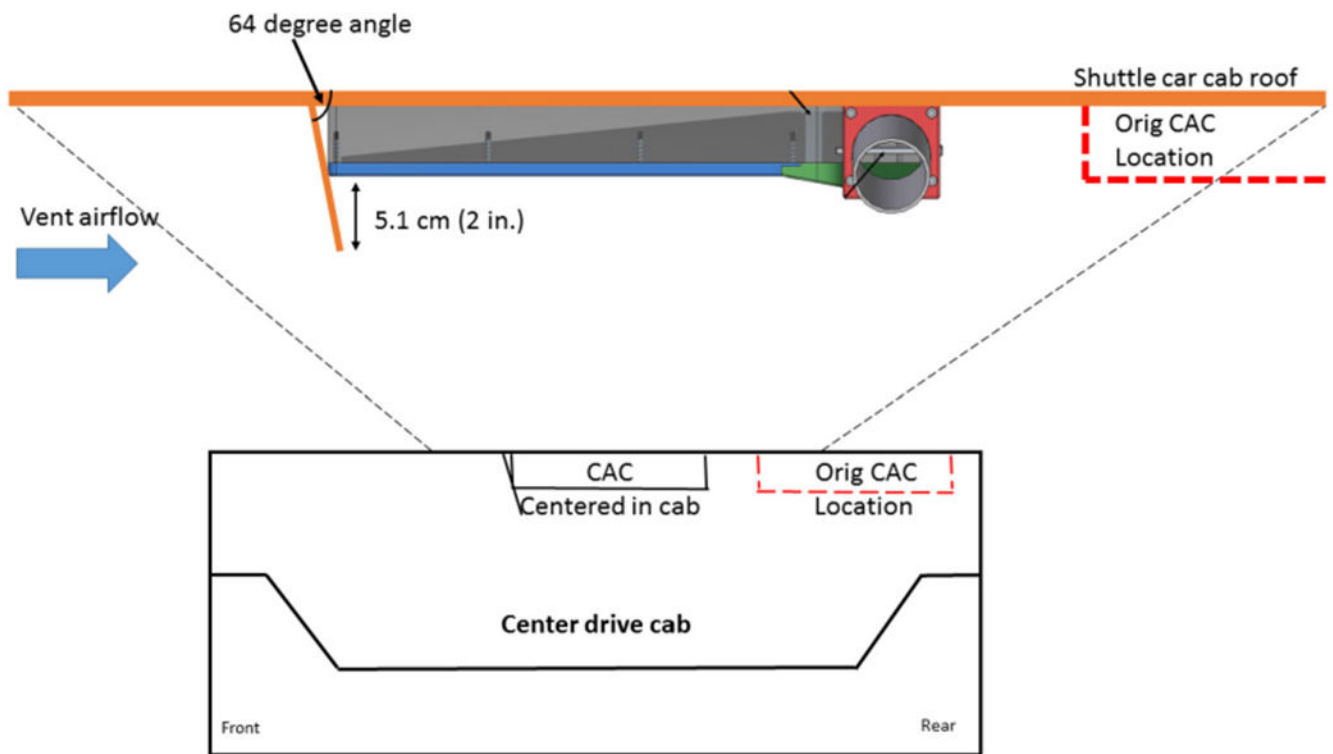 64 degree angle
Shuttle car cab roof
Orig CAC
Location
Vent airflow
5.1 cm (2 in.)
CAC
Centered in cab
Orig CAC
Location
Center drive cab
Front
Rear